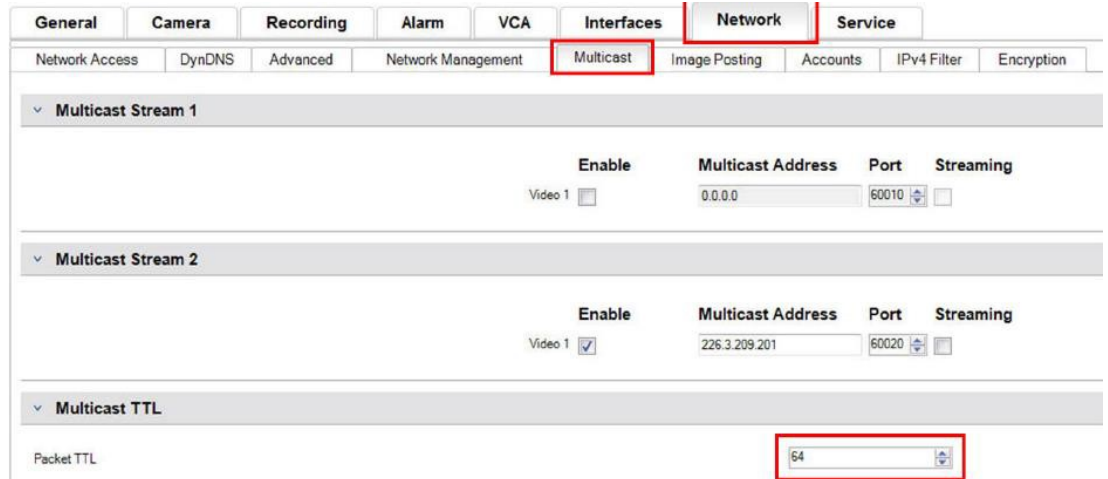 General Camera Recording Alarm VCA Interfaces Network Service
Network Access DynDNS Advanced Network Management Multicast Image Posting Accounts IPv4 Filter Encryption
Multicast Stream 1
Enable Multicast Address Port Streaming
Video 1 0.0.0.0 60010
Multicast Stream 2
Enable Multicast Address Port Streaming
Video 1 226.3.209.201 60020
Multicast TTL
Packet TTL 64